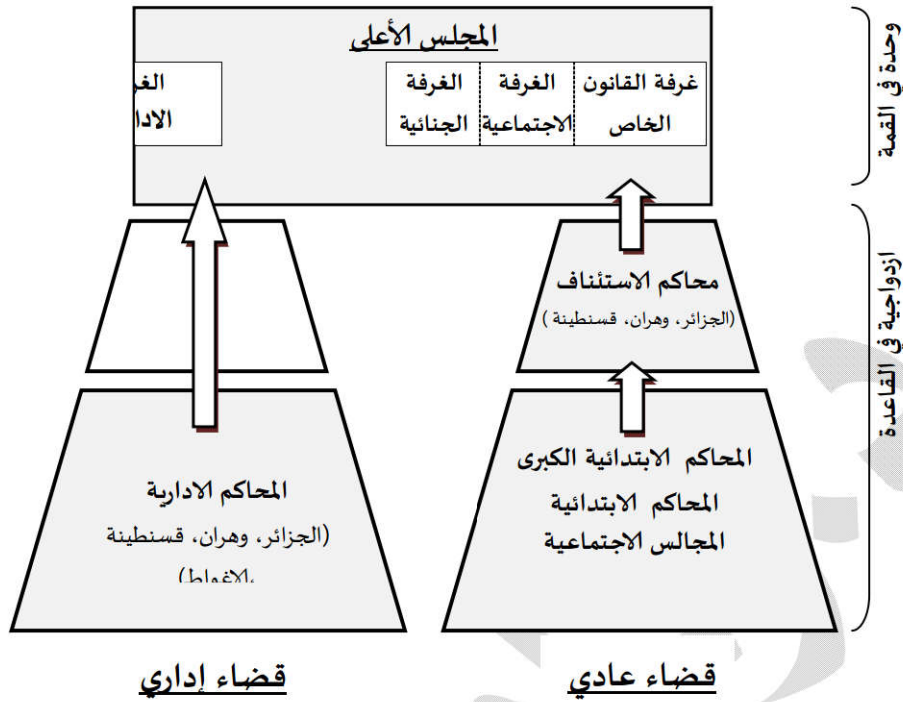 المجلس الأعلى
غرفة القانون
الخاص
الغرفة
الاجتماعية
الغرفة
الجنائية
وحدة في القمة
محاكم الاستئناف
(الجزائر، وهران، قسنطينة )
ازدواجية في القاعدة
المحاكم الابتدائية الكبرى
المحاكم الابتدائية
المجالس الاجتماعية
المحاكم الادارية
(الجزائر، وهران، قسنطينة
،الاغواط)
قضاء عادي
قضاء إداري